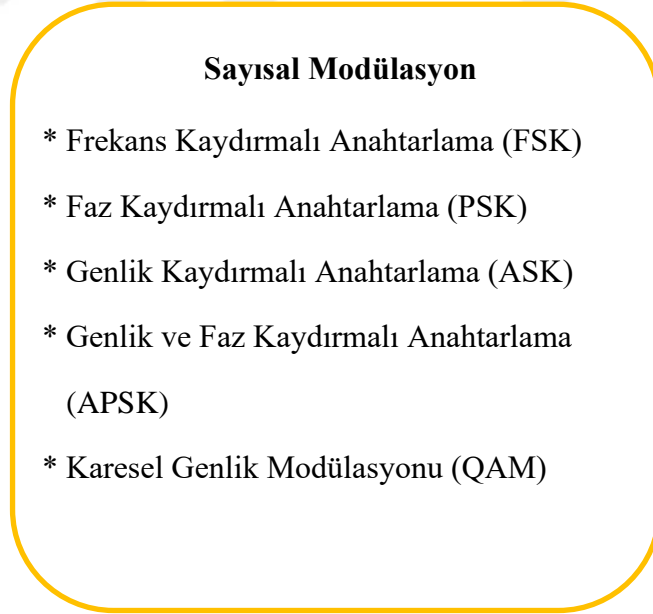 Sayısal Modülasyon
* Frekans Kaydırmalı Anahtarlama (FSK)
* Faz Kaydırmalı Anahtarlama (PSK)
* Genlik Kaydırmalı Anahtarlama (ASK)
* Genlik ve Faz Kaydırmalı Anahtarlama
(APSK)
* Karesel Genlik Modülasyonu (QAM)